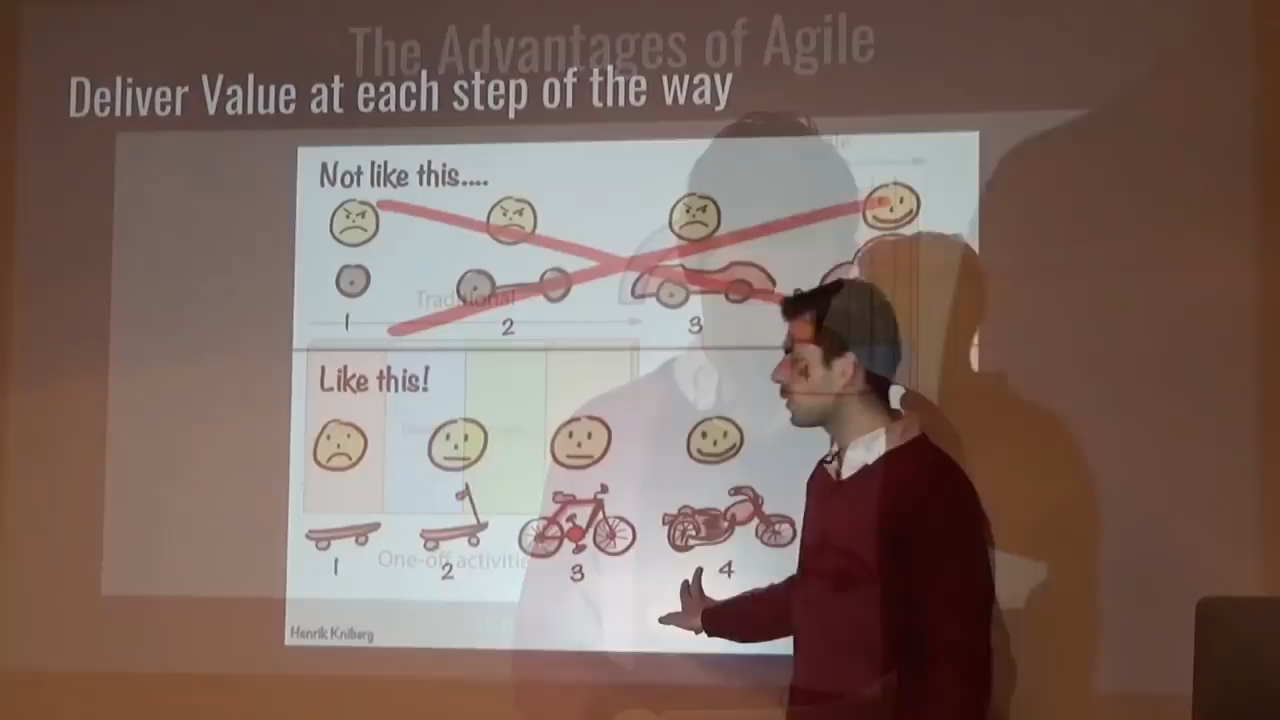 The Advantages of Agile
Deliver Value at each step of the way
Not like this....
Traditional
1
2
3
Like this!
1
2
3
4
One-off activities
Henrik Kniberg